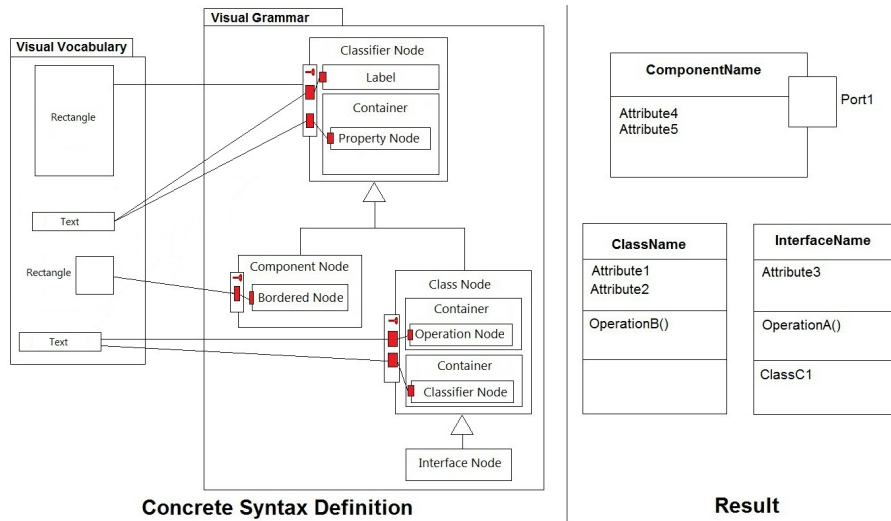 Visual Grammar
Visual Vocabulary
Rectangle
Text
Rectangle
Text
Classifier Node
Label
Container
Property Node
Component Node
Bordered Node
Class Node
Container
Operation Node
Container
Classifier Node
Interface Node
Concrete Syntax Definition
ComponentName
Attribute4
Attribute5
Port1
ClassName
Attribute1
Attribute2
OperationB()
InterfaceName
Attribute3
OperationA()
ClassC1
Result